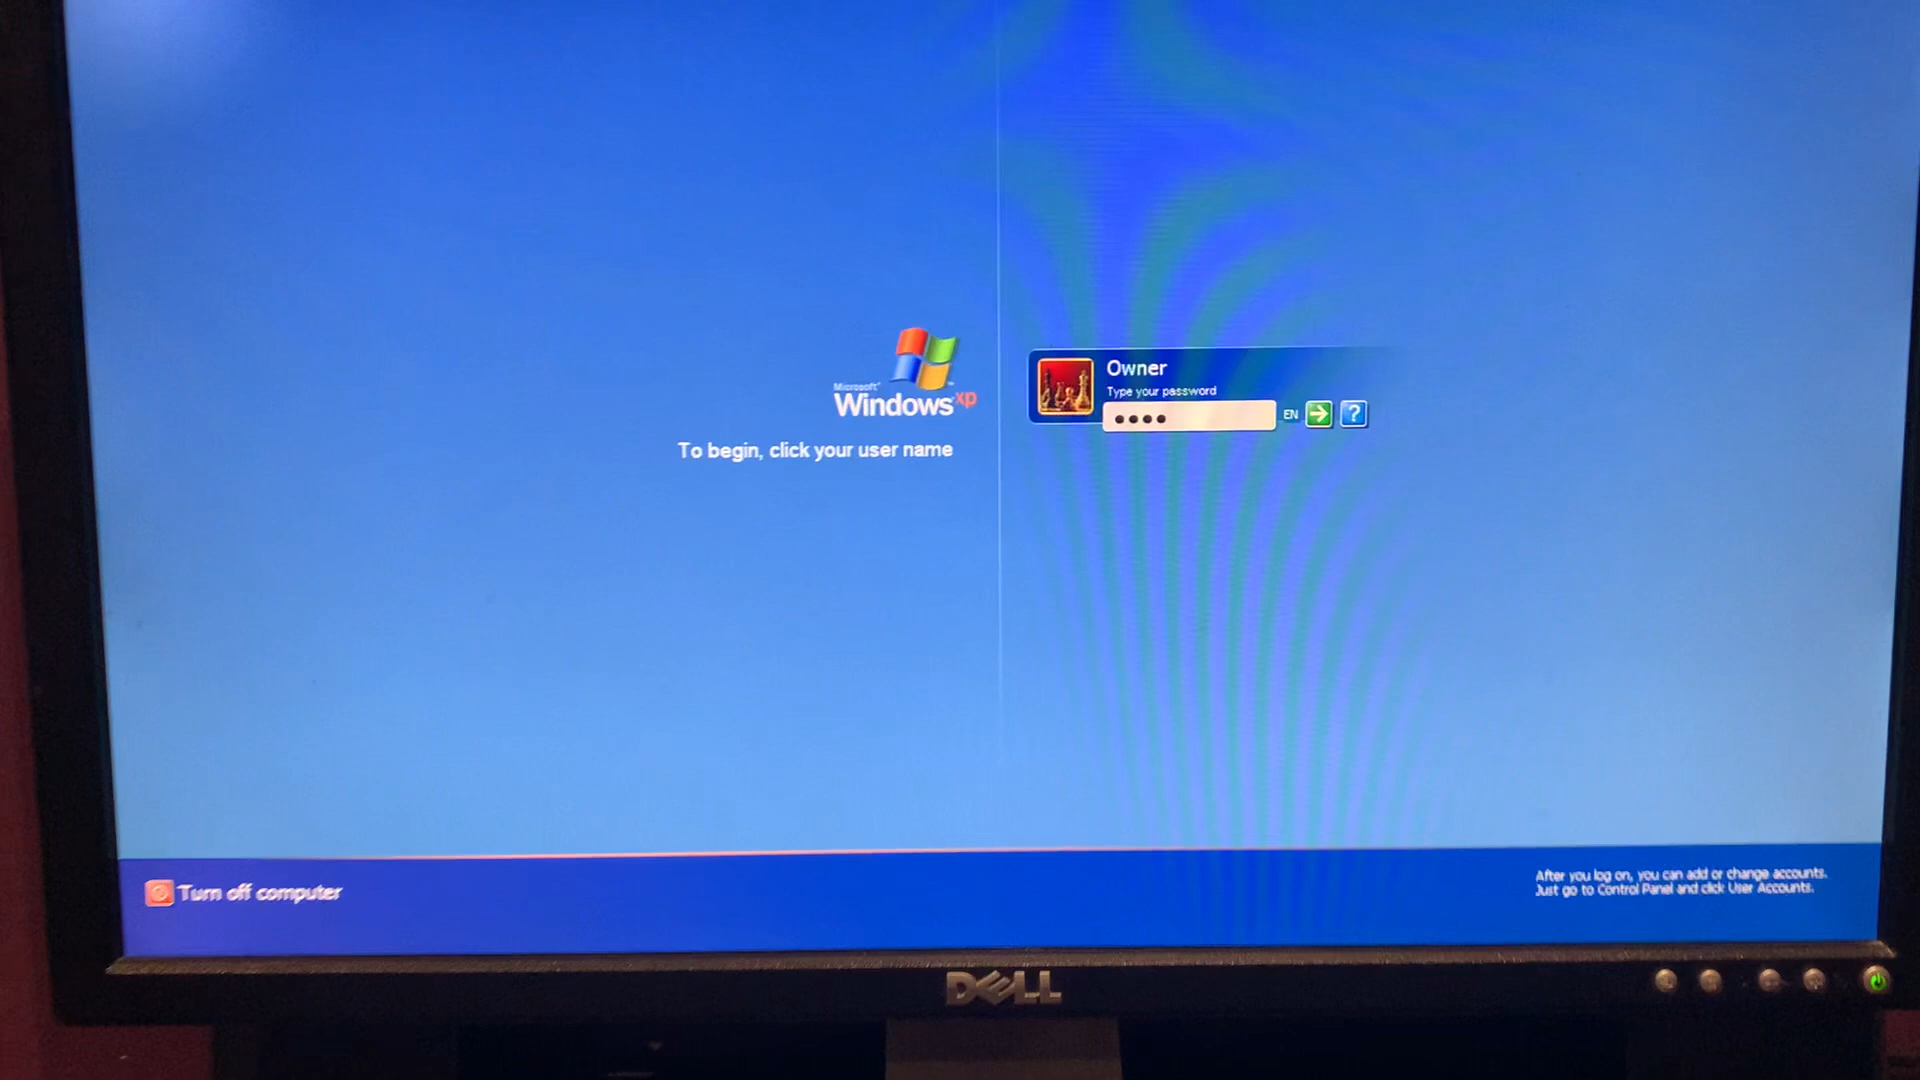 Microsoft®
Windows xp
To begin, click your user name
Owner
Type your password
EN
?
Turn off computer
After you log on, you can add or change accounts.
Just go to Control Panel and click User Accounts.
DELL